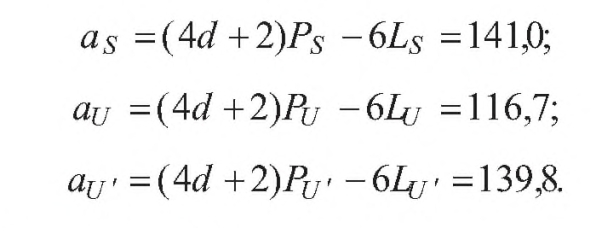 a_S = (4d + 2)P_S − 6L_S = 141,0;
a_U = (4d + 2)P_U − 6L_U = 116,7;
a_U' = (4d + 2)P_U' − 6L_U' = 139,8.